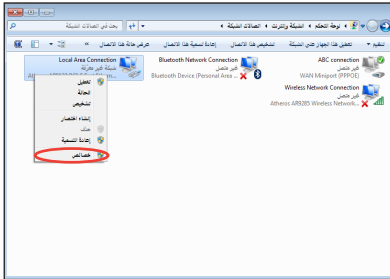 لوحة التحكم ‹ الشبكة وإنترنت ‹ اتصالات الشبكة
بحث في اتصالات الشبكة
تنظيم
تعطيل هذا الجهاز من الشبكة
تشخيص هذا الاتصال
إعادة تسمية هذا الاتصال
عرض حالة هذا الاتصال
»
ABC connection
غير متصل
WAN Miniport (PPPOE)
Bluetooth Network Connection
غير متصل
Bluetooth Device (Personal Area ...
Local Area Connection
شبكة غير معرّفة
Wireless Network Connection
غير متصل
Atheros AR9285 Wireless Network...
تعطيل
الحالة
تشخيص
إنشاء اختصار
حذف
إعادة التسمية
خصائص